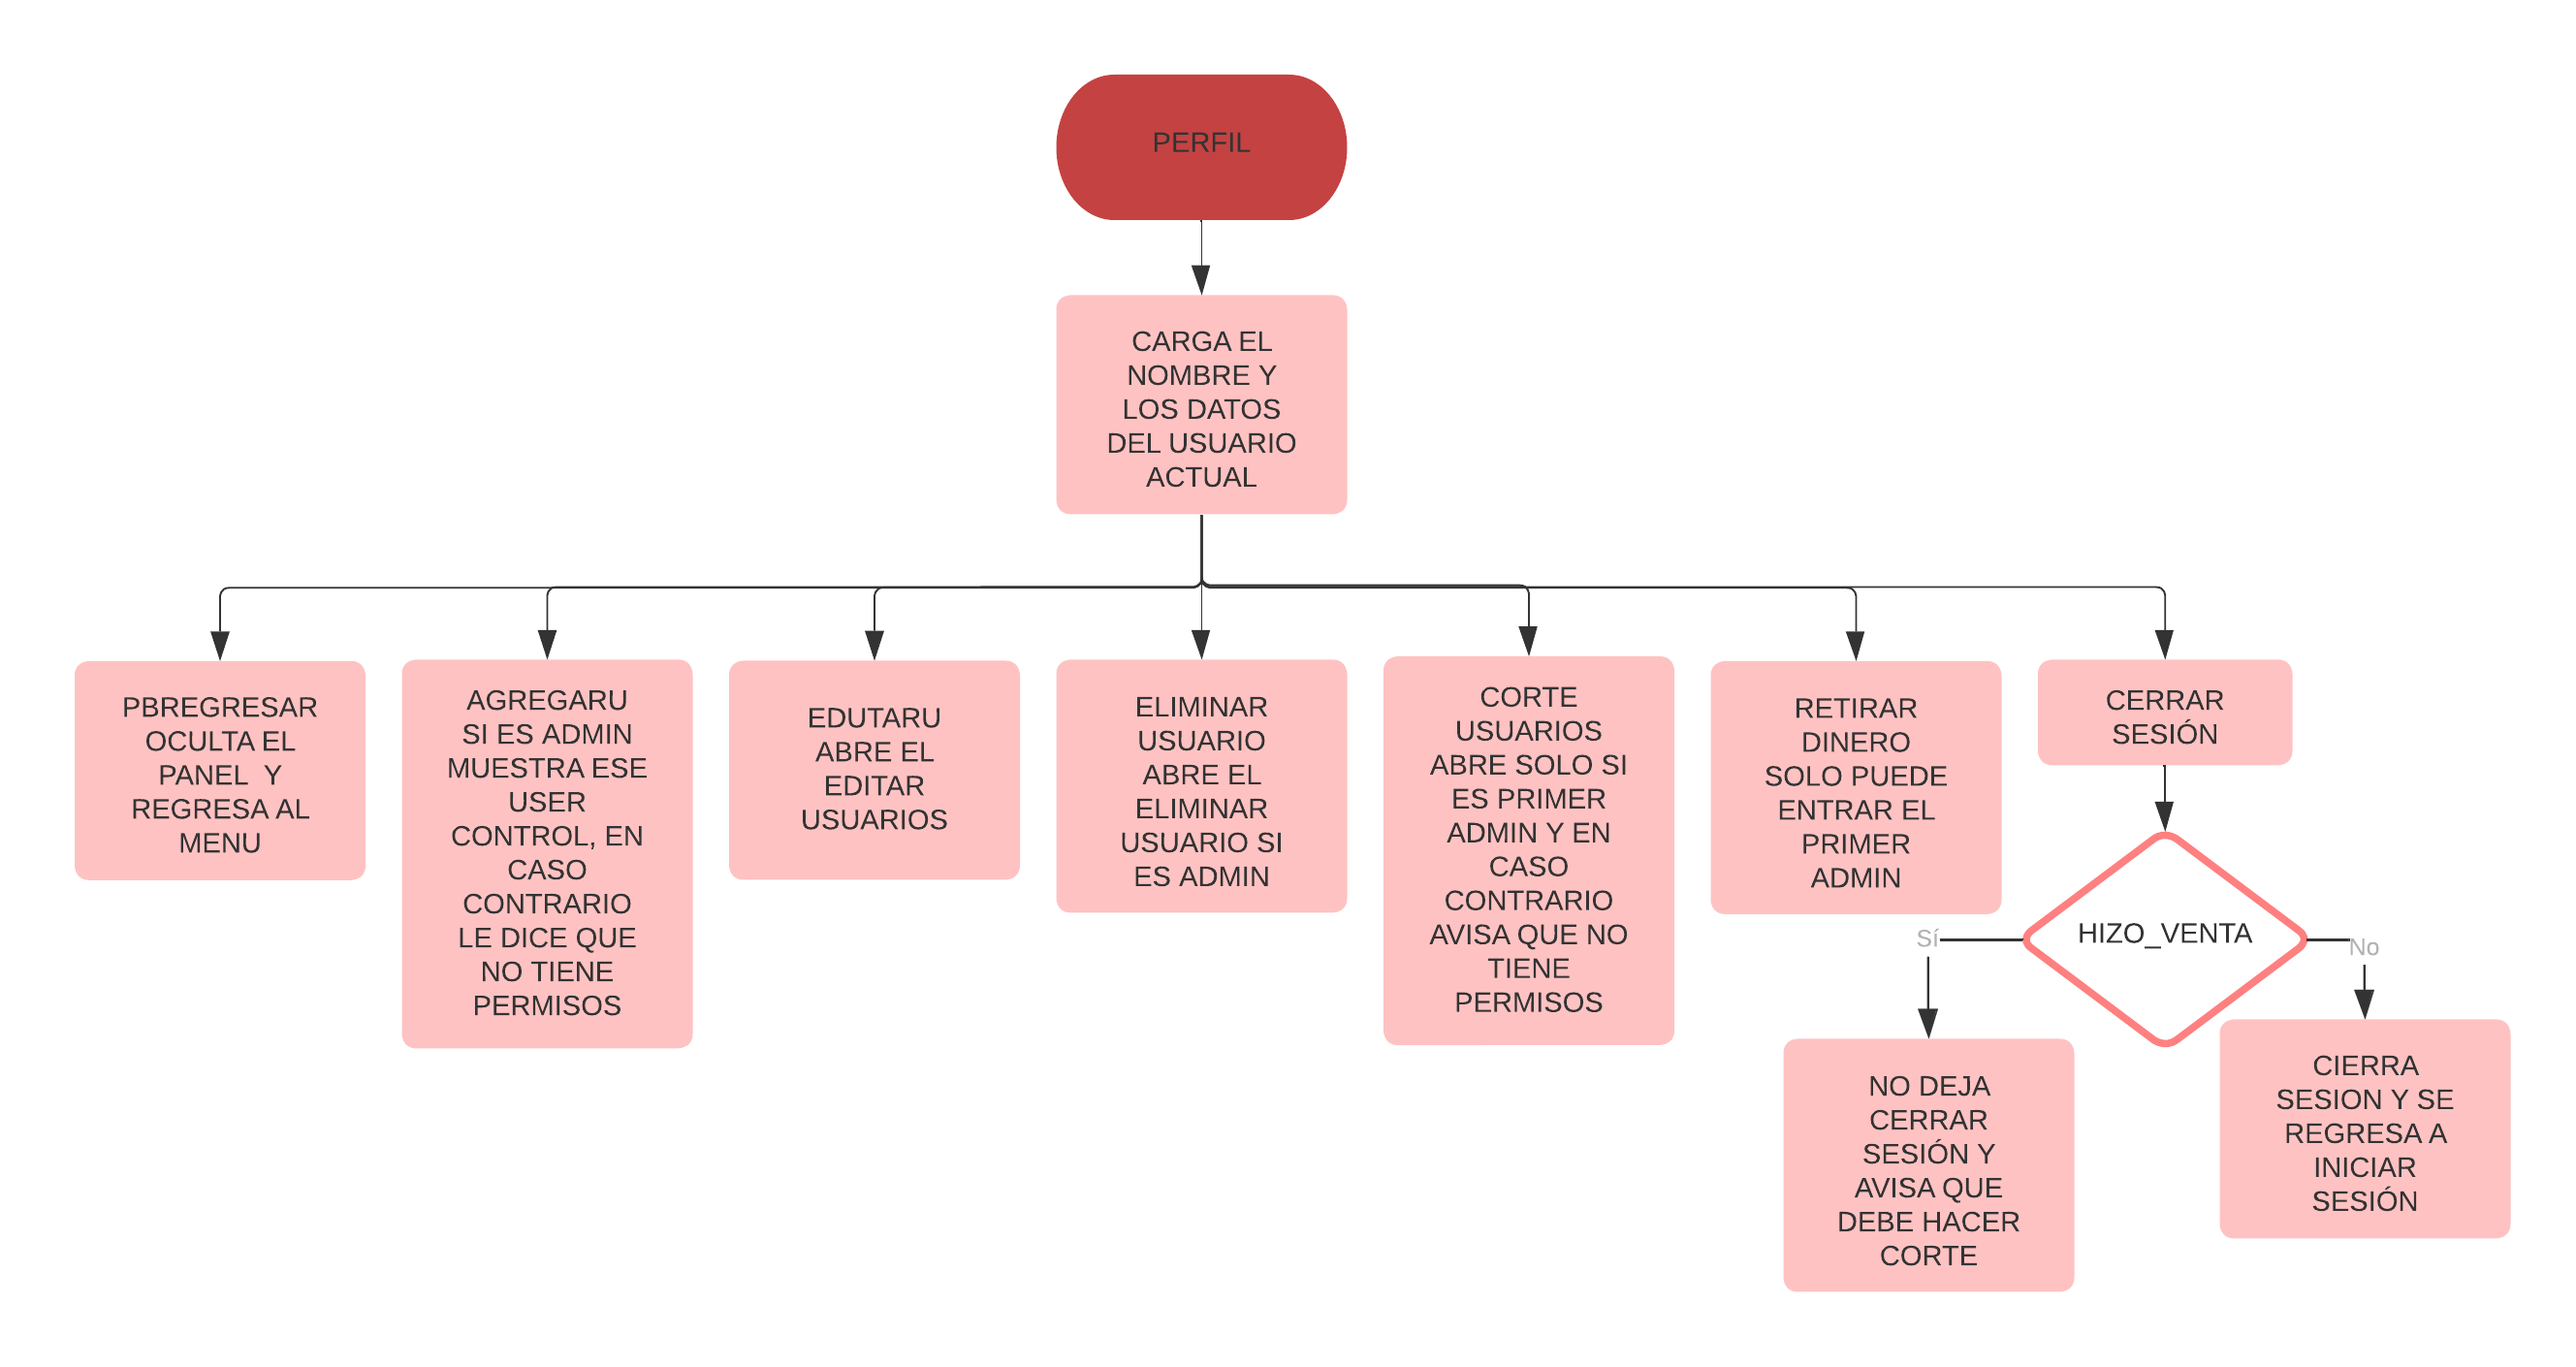 PERFIL
CARGA EL
NOMBRE Y
LOS DATOS
DEL USUARIO
ACTUAL
PBREGRESAR
OCULTA EL
PANEL  Y
REGRESA AL
MENU
AGREGARU
SI ES ADMIN
MUESTRA ESE
USER
CONTROL, EN
CASO
CONTRARIO
LE DICE QUE
NO TIENE
PERMISOS
EDUTARU
ABRE EL
EDITAR
USUARIOS
ELIMINAR
USUARIO
ABRE EL
ELIMINAR
USUARIO SI
ES ADMIN
CORTE
USUARIOS
ABRE SOLO SI
ES PRIMER
ADMIN Y EN
CASO
CONTRARIO
AVISA QUE NO
TIENE
PERMISOS
RETIRAR
DINERO
SOLO PUEDE
ENTRAR EL
PRIMER
ADMIN
CERRAR
SESIÓN
HIZO_VENTA
Sí
No
NO DEJA
CERRAR
SESIÓN Y
AVISA QUE
DEBE HACER
CORTE
CIERRA
SESION Y SE
REGRESA A
INICIAR
SESIÓN